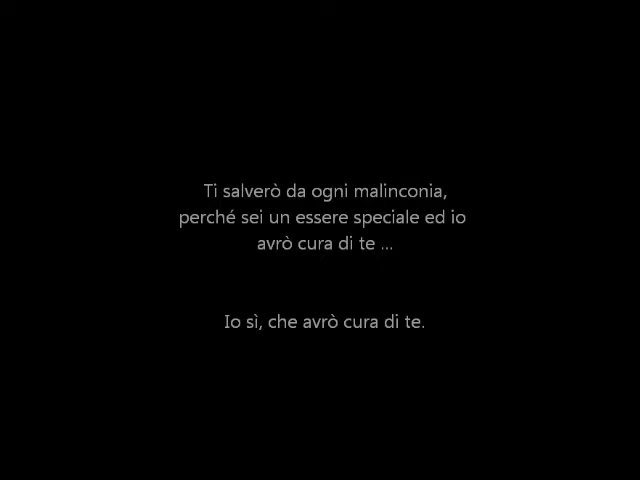 Ti salverò da ogni malinconia,
perché sei un essere speciale ed io
avrò cura di te ...
Io sì, che avrò cura di te.